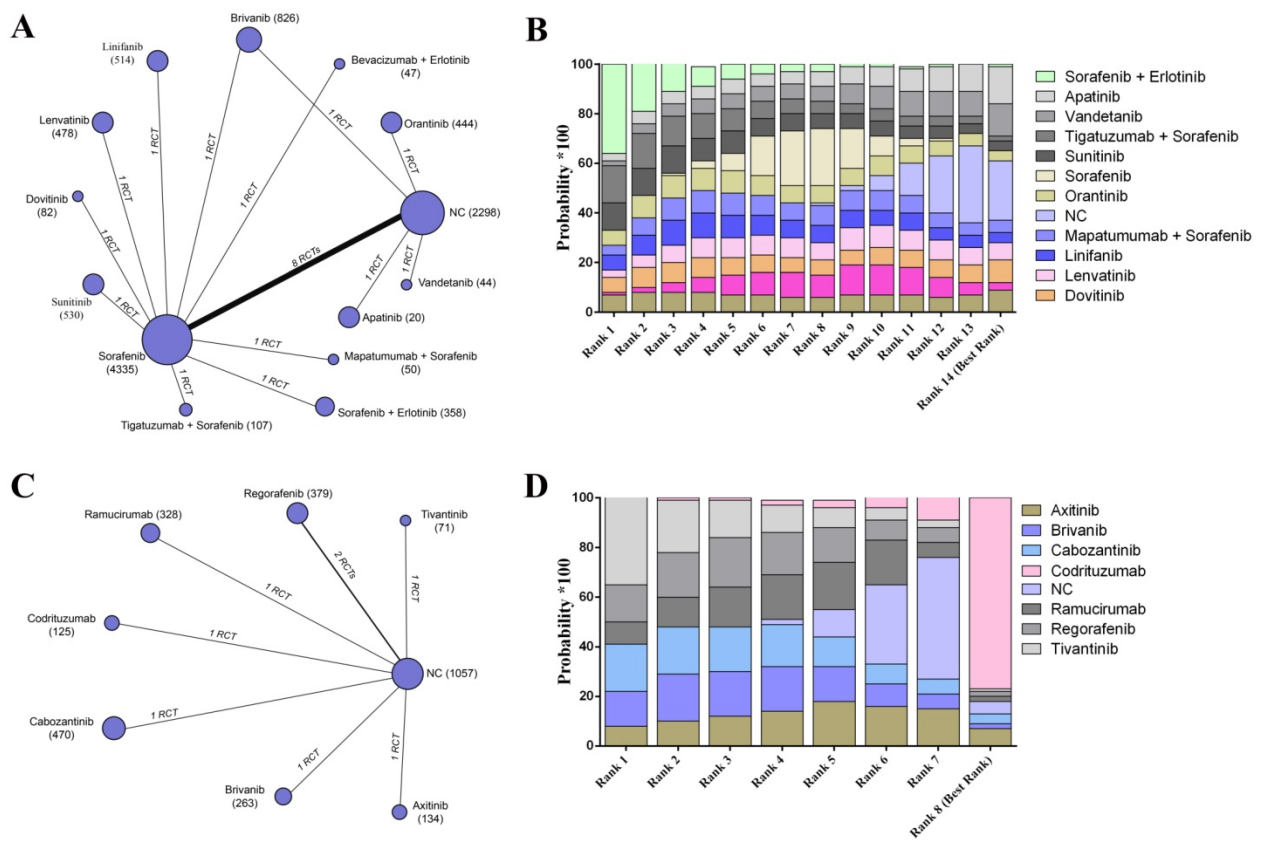 A
Brivanib (826)
Linifanib
(514)
Bevacizumab + Erlotinib
(47)
Lenvatinib
(478)
Orantinib (444)
1 RCT
1 RCT
1 RCT
1 RCT
1 RCT
1 RCT
Dovitinib
(82)
1 RCT
NC (2298)
8 RCTs
Sunitinib
(530)
1 RCT
1 RCT
1 RCT
Vandetanib (44)
Apatinib (20)
Sorafenib
(4335)
1 RCT
Mapatumumab + Sorafenib
(50)
1 RCT
1 RCT
Sorafenib + Erlotinib (358)
Tigatuzumab + Sorafenib (107)
B
Probability *100
100
80
60
40
20
0
Rank 1
Rank 2
Rank 3
Rank 4
Rank 5
Rank 6
Rank 7
Rank 8
Rank 9
Rank 10
Rank 11
Rank 12
Rank 13
Rank 14 (Best Rank)
Sorafenib + Erlotinib
Apatinib
Vandetanib
Tigatuzumab + Sorafenib
Sunitinib
Sorafenib
Orantinib
NC
Mapatumumab + Sorafenib
Linifanib
Lenvatinib
Dovitinib
C
Regorafenib (379)
Ramucirumab (328)
Tivantinib
(71)
2 RCTs
1 RCT
1 RCT
Codrituzumab
(125)
1 RCT
NC (1057)
Cabozantinib
(470)
1 RCT
1 RCT
1 RCT
Brivanib
(263)
Axitinib
(134)
D
Probability *100
100
80
60
40
20
0
Rank 1
Rank 2
Rank 3
Rank 4
Rank 5
Rank 6
Rank 7
Rank 8 (Best Rank)
Axitinib
Brivanib
Cabozantinib
Codrituzumab
NC
Ramucirumab
Regorafenib
Tivantinib